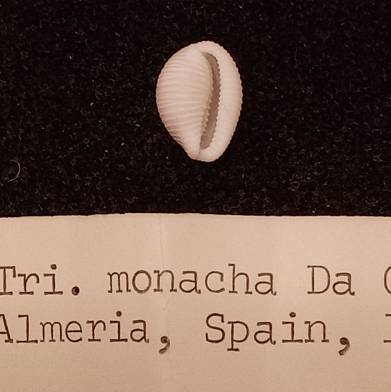 Tri. monacha Da
Almeria, Spain,